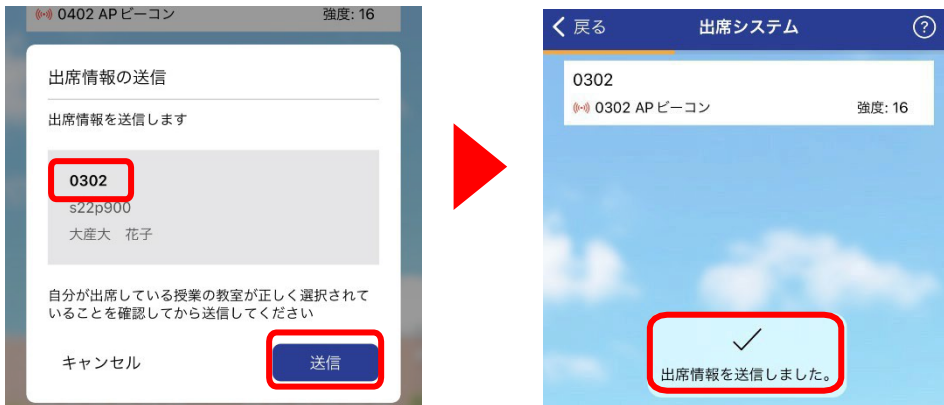 0402 APビーコン 強度: 16
出席情報の送信
出席情報を送信します
0302
s22p900
大産大 花子
自分が出席している授業の教室が正しく選択されて
いることを確認してから送信してください
キャンセル 送信
戻る 出席システム ?
0302
0302 APビーコン 強度: 16
出席情報を送信しました。